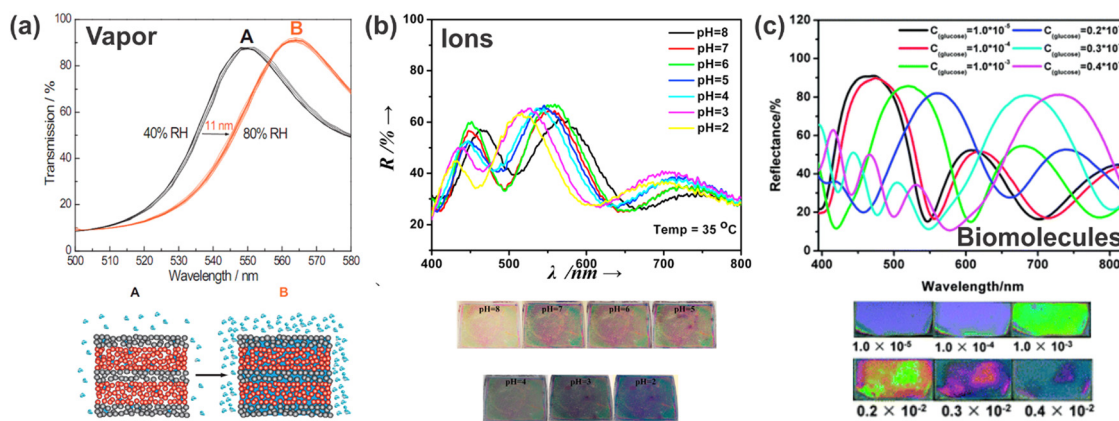 (a)
Vapor
A
B
Transmission / %
100
80
60
40
20
0
40% RH
11 nm
80% RH
500 510 520 530 540 550 560 570 580
Wavelength / nm
A
B
(b)
Ions
R /% →
100
80
60
40
20
0
pH=8
pH=7
pH=6
pH=5
pH=4
pH=3
pH=2
Temp = 35 °C
400 500 600 700 800
λ /nm →
pH=8
pH=7
pH=6
pH=5
pH=4
pH=3
pH=2
(c)
Reflectance/%
120
100
80
60
40
20
0
C(glucose)=1.0*10⁻⁵
C(glucose)=0.2*10
C(glucose)=1.0*10⁻⁴
C(glucose)=0.3*10
C(glucose)=1.0*10⁻³
C(glucose)=0.4*10
Biomolecules
400 500 600 700 800
Wavelength/nm
1.0 × 10⁻⁵
1.0 × 10⁻⁴
1.0 × 10⁻³
0.2 × 10⁻²
0.3 × 10⁻²
0.4 × 10⁻²